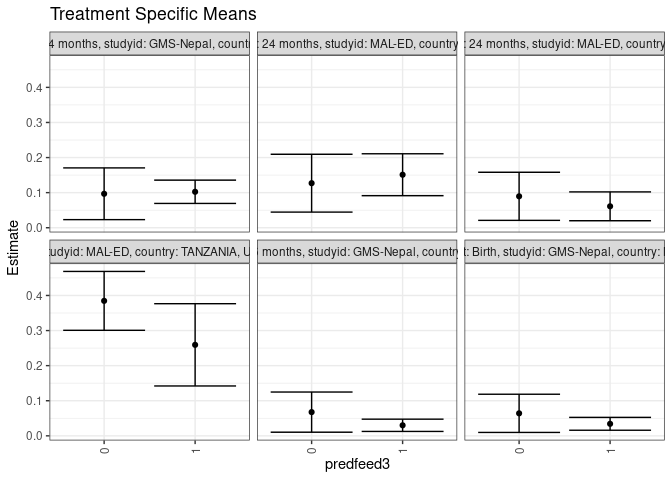 Treatment Specific Means
4 months, studyid: GMS-Nepal, count
24 months, studyid: MAL-ED, country
24 months, studyid: MAL-ED, country
0.4
0.3
0.2
0.1
0.0
Estimate
udyid: MAL-ED, country: TANZANIA, U
months, studyid: GMS-Nepal, country
: Birth, studyid: GMS-Nepal, country:
0.4
0.3
0.2
0.1
0.0
0 1 0 1 0 1
predfeed3